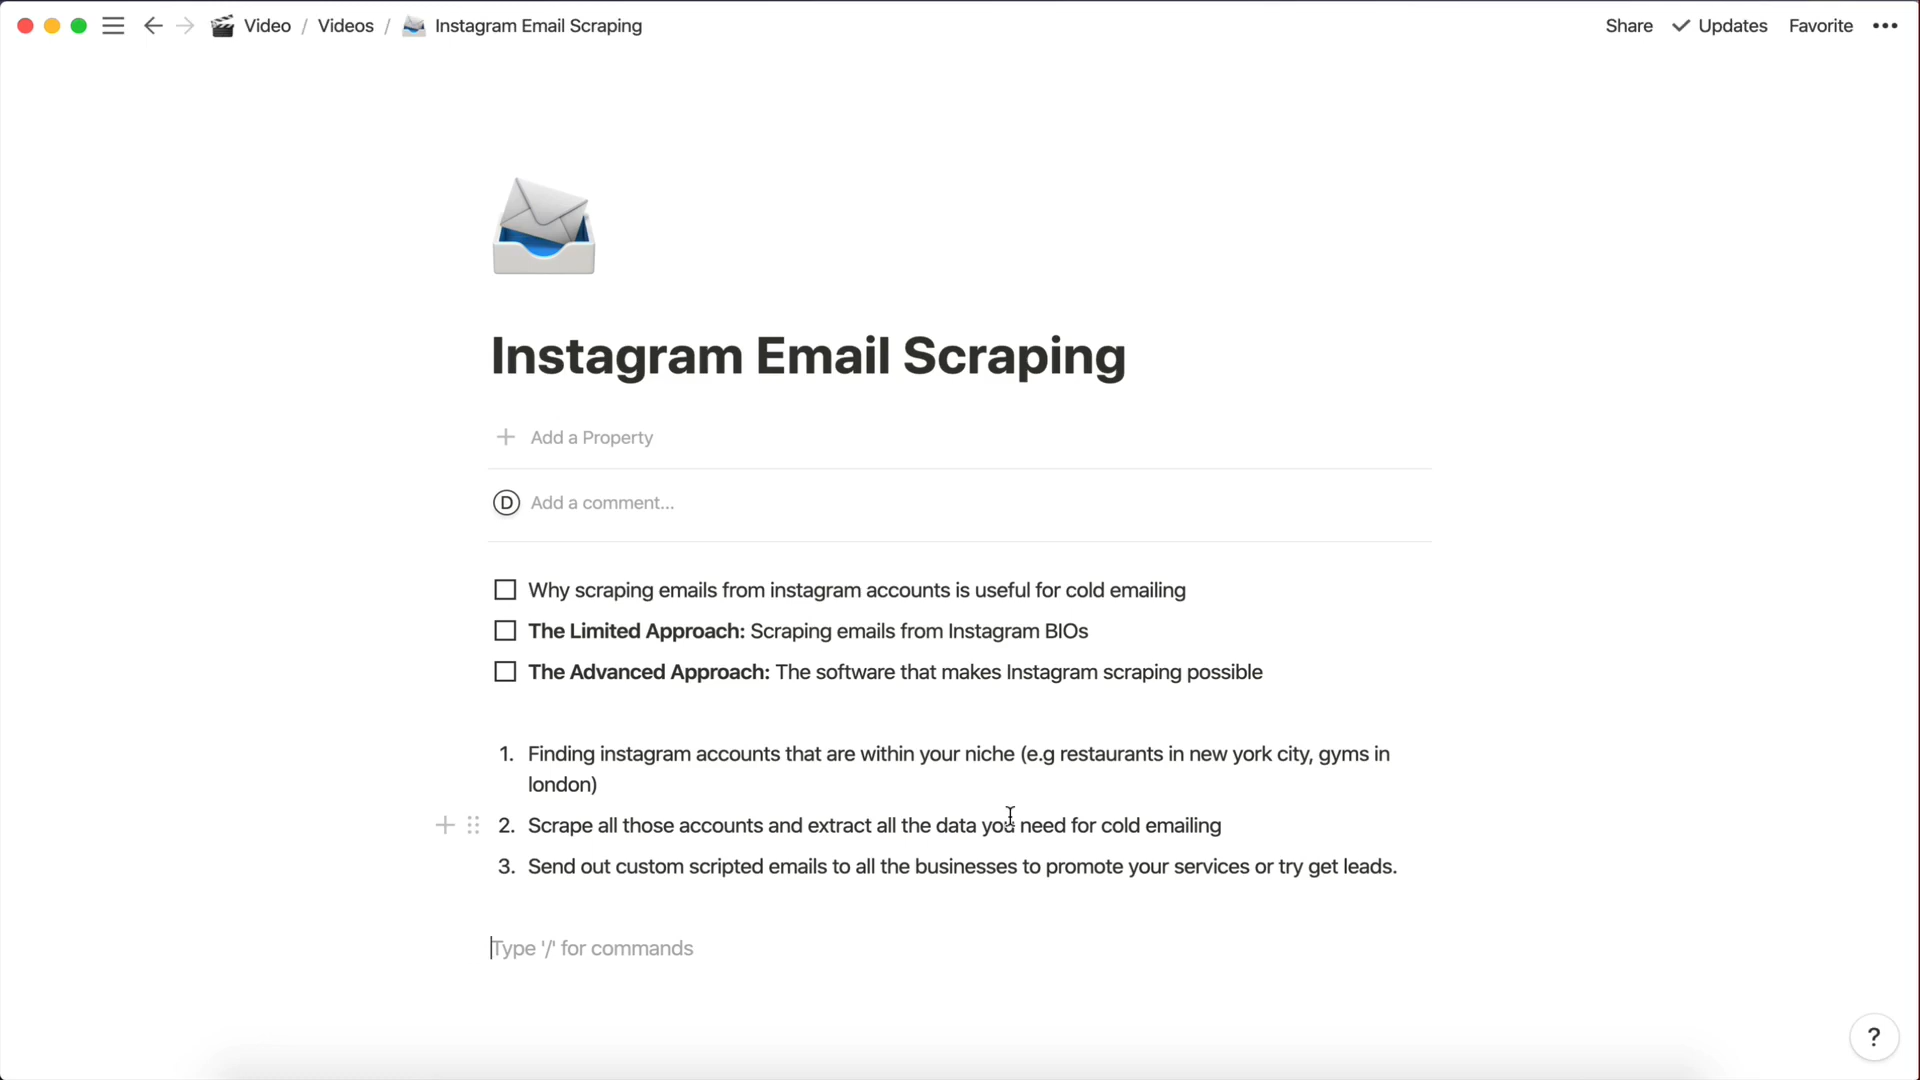 Video / Videos / Instagram Email Scraping
Share Updates Favorite
Instagram Email Scraping
Add a Property
D Add a comment...
Why scraping emails from instagram accounts is useful for cold emailing
The Limited Approach: Scraping emails from Instagram BIOs
The Advanced Approach: The software that makes Instagram scraping possible
1. Finding instagram accounts that are within your niche (e.g restaurants in new york city, gyms in
london)
2. Scrape all those accounts and extract all the data you need for cold emailing
3. Send out custom scripted emails to all the businesses to promote your services or try get leads.
Type '/' for commands
?